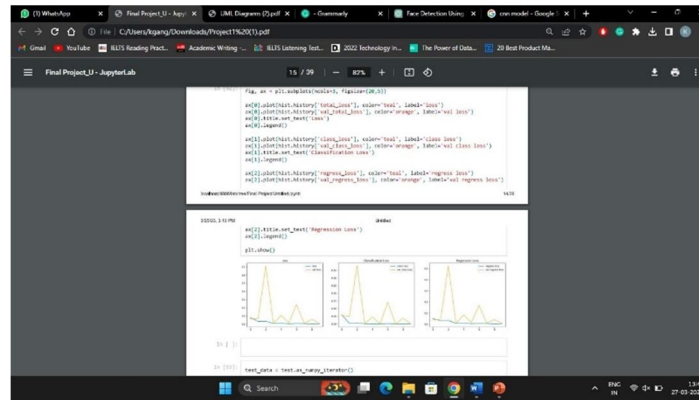 (1) WhatsApp
Final Project_U - Jupyt
UML Diagrams (2).pdf
- Grammarly
Face Detection Using
cnn model - Google S
File
C:/Users/kgang/Downloads/Project1%20(1).pdf
Gmail
YouTube
IELTS Reading Pract...
Academic Writing -...
IELTS Listening Test...
2022 Technology in...
The Power of Data...
20 Best Product Ma...
Final Project_U - JupyterLab
15 / 39
82%
fig, ax = plt.subplots(ncols=3, figsize=(20,5))
ax[0].plot(hist.history['total_loss'], color='teal', label='loss')
ax[0].plot(hist.history['val_total_loss'], color='orange', label='val loss')
ax[0].title.set_text('Loss')
ax[0].legend()
ax[1].plot(hist.history['class_loss'], color='teal', label='class loss')
ax[1].plot(hist.history['val_class_loss'], color='orange', label='val class loss')
ax[1].title.set_text('Classification Loss')
ax[1].legend()
ax[2].plot(hist.history['regress_loss'], color='teal', label='regress loss')
ax[2].plot(hist.history['val_regress_loss'], color='orange', label='val regress loss')
Untitled
ax[2].title.set_text('Regression Loss')
ax[2].legend()
plt.show()
Loss
Classification Loss
Regression Loss
In [ ]:
test_data = test.as_numpy_iterator()
Search
ENG
IN